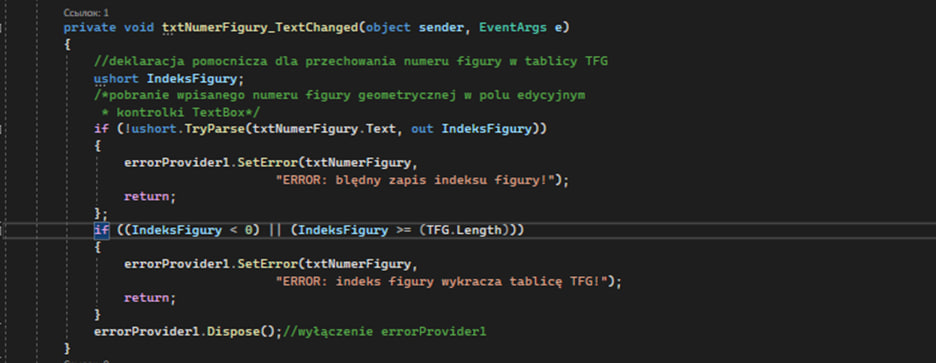 Ссылок: 1
private void txtNumerFigury_TextChanged(object sender, EventArgs e)
{
//deklaracja pomocnicza dla przechowania numeru figury w tablicy TFG
ushort IndeksFigury;
/*pobranie wpisanego numeru figury geometrycznej w polu edycyjnym
* kontrolki TextBox*/
if (!ushort.TryParse(txtNumerFigury.Text, out IndeksFigury))
{
errorProvider1.SetError(txtNumerFigury,
"ERROR: blędny zapis indeksu figury!");
return;
};
if ((IndeksFigury < 0) || (IndeksFigury >= (TFG.Length)))
{
errorProvider1.SetError(txtNumerFigury,
"ERROR: indeks figury wykracza tablicę TFG!");
return;
}
errorProvider1.Dispose();//wyłączenie errorProvider1
}